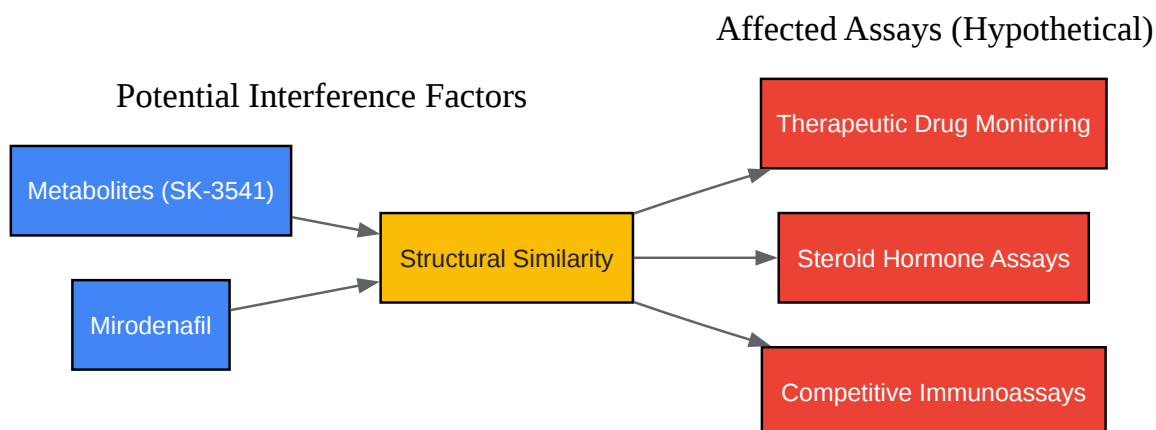 Affected Assays (Hypothetical)
Potential Interference Factors
Therapeutic Drug Monitoring
Metabolites (SK-3541)
Structural Similarity
Steroid Hormone Assays
Mirodenafil
Competitive Immunoassays